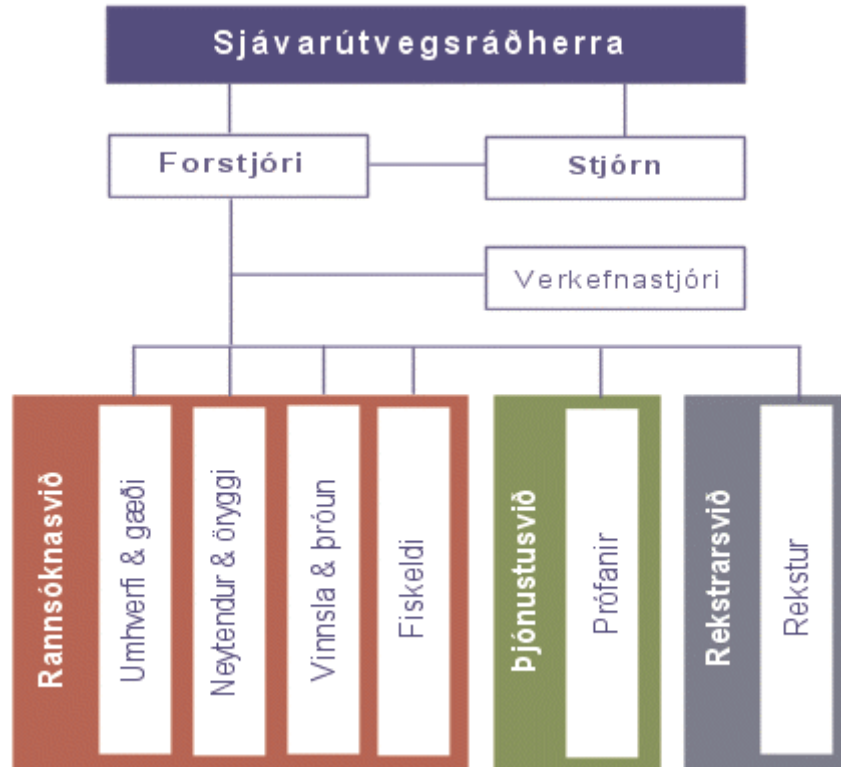 Sjávarútvegsráðherra
Forstjóri
Stjórn
Verkefnastjóri
Rannsóknasvið
Umhverfi & gæði
Neytendur & öryggi
Vinnsla & þróun
Fiskeldi
Þjónustusvið
Prófanir
Rekstrarsvið
Rekstur